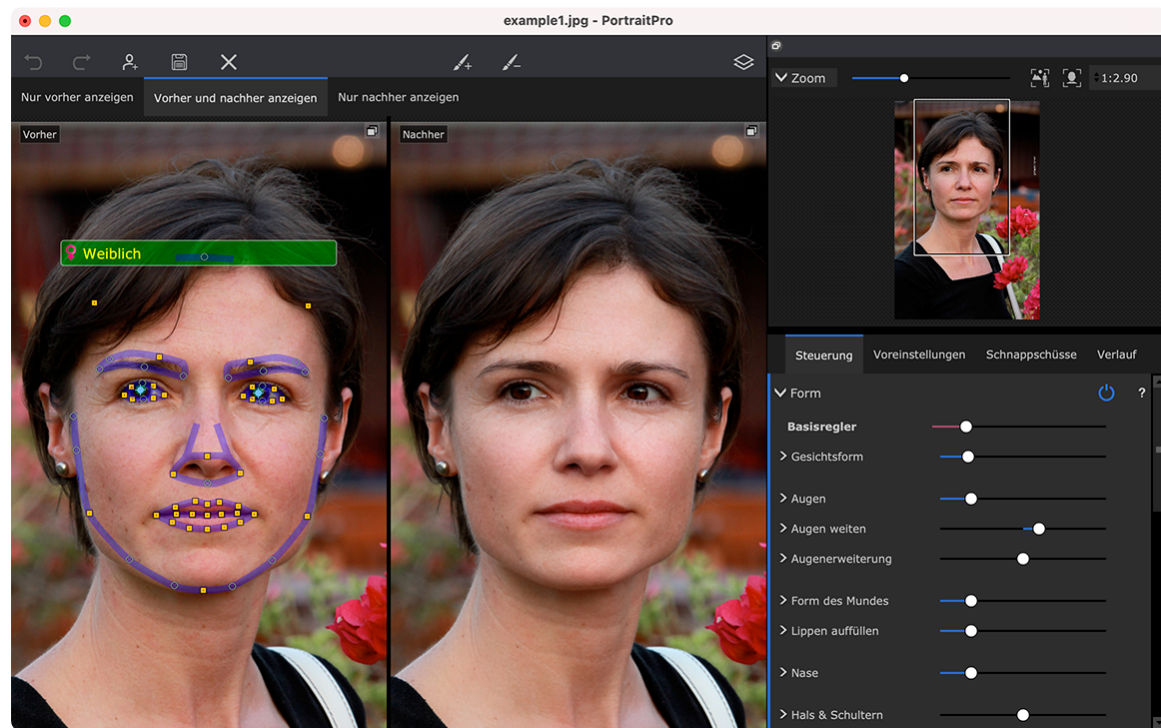 example1.jpg - PortraitPro
Zoom
1:2.90
Nur vorher anzeigen
Vorher und nachher anzeigen
Nur nachher anzeigen
Vorher
Nachher
Weiblich
Steuerung
Voreinstellungen
Schnappschüsse
Verlauf
Form
?
Basisregler
Gesichtsform
Augen
Augen weiten
Augenerweiterung
Form des Mundes
Lippen auffüllen
Nase
Hals & Schultern